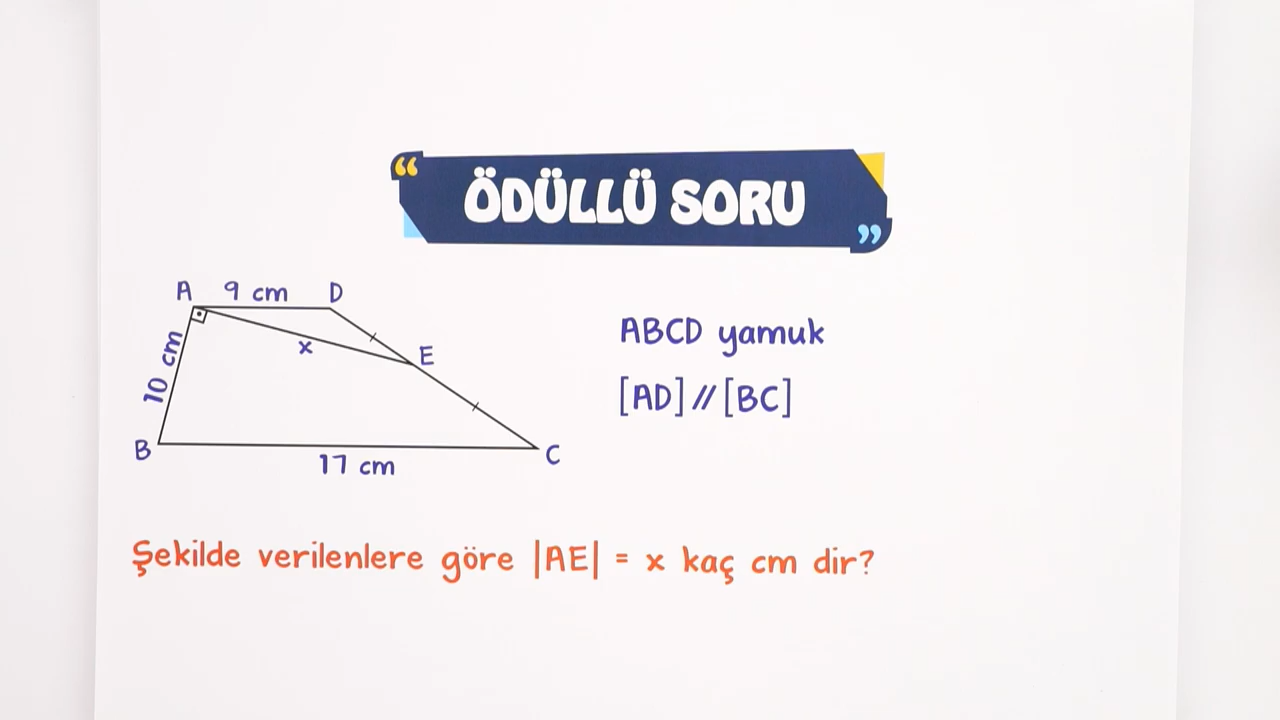 “ ÖDÜLLÜ SORU ”
A 9 cm D
10 cm
x
E
B
17 cm
C
ABCD yamuk
[AD] // [BC]
Şekilde verilenlere göre |AE| = x kaç cm dir?